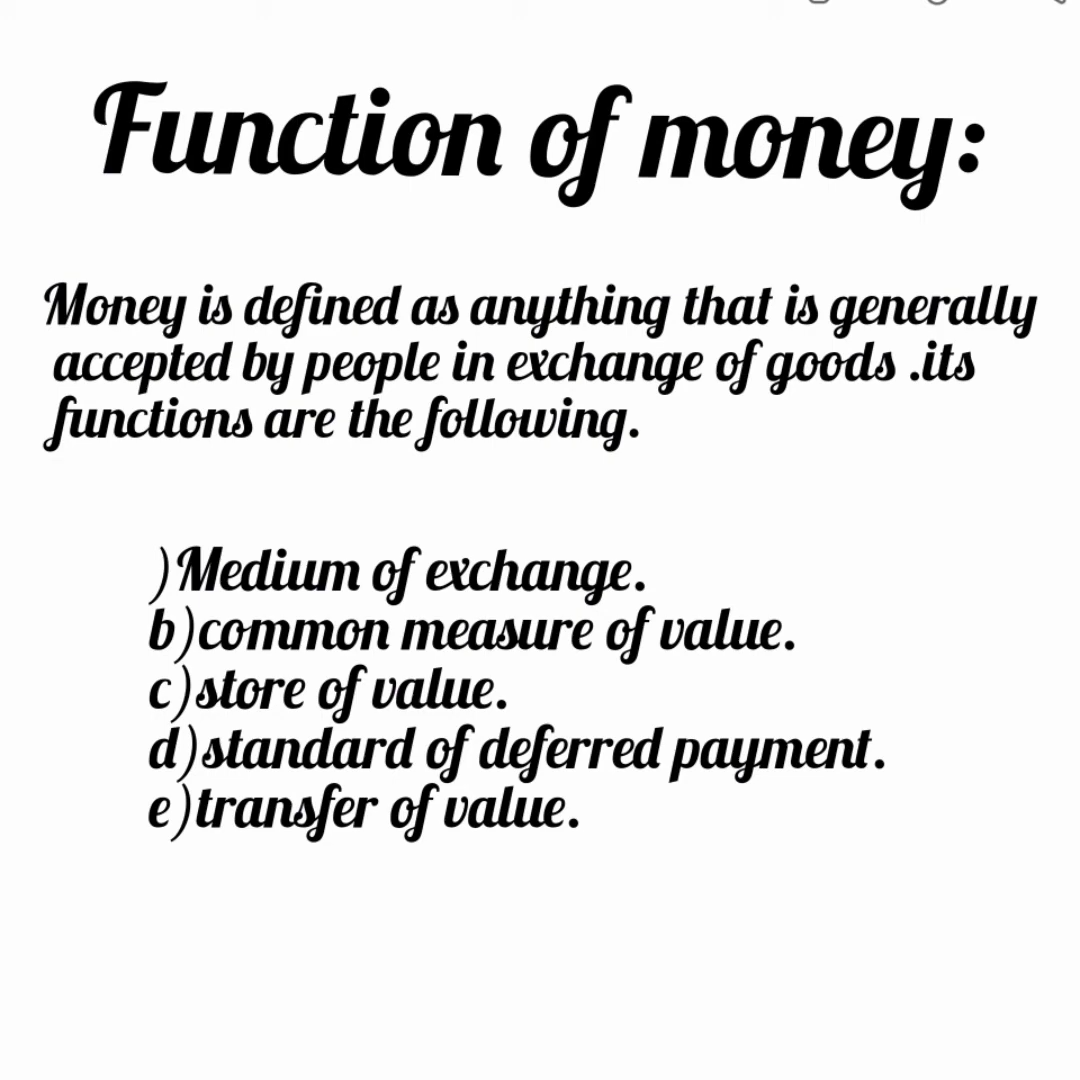 Function of money:
Money is defined as anything that is generally
accepted by people in exchange of goods .its
functions are the following.
)Medium of exchange.
b)common measure of value.
c)store of value.
d)standard of deferred payment.
e)transfer of value.